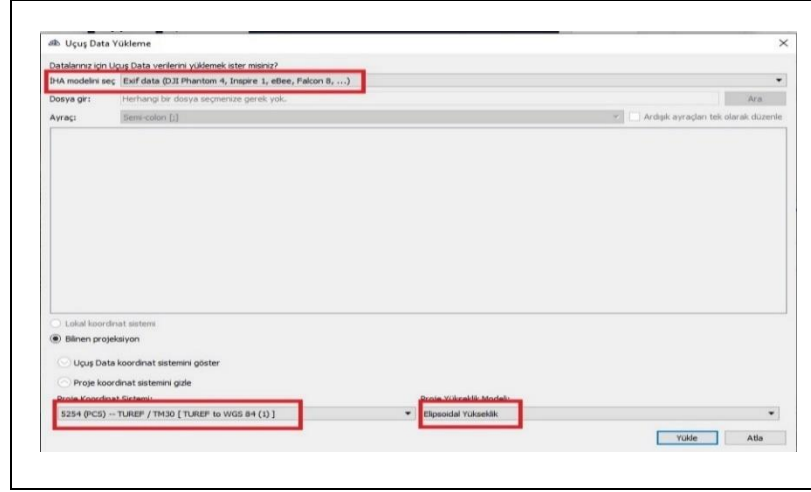 Uçuş Data Yükleme
Datalarınız için Uçuş Data verilerini yüklemek ister misiniz?
İHA modelini seç Exif data (DJI Phantom 4, Inspire 1, eBee, Falcon 8, ...)
Dosya gir: Herhangi bir dosya seçmenize gerek yok. Ara
Ayraç: Semi-colon [;] Ardışık ayraçları tek olarak düzenle
Lokal koordinat sistemi
Bilinen projeksiyon
Uçuş Data koordinat sistemini göster
Proje koordinat sistemini gizle
Proje Koordinat Sistemi: Proje Yükseklik Modeli:
5254 (PCS) -- TUREF / TM30 [ TUREF to WGS 84 (1) ] Elipsoidal Yükseklik
Yükle Atla